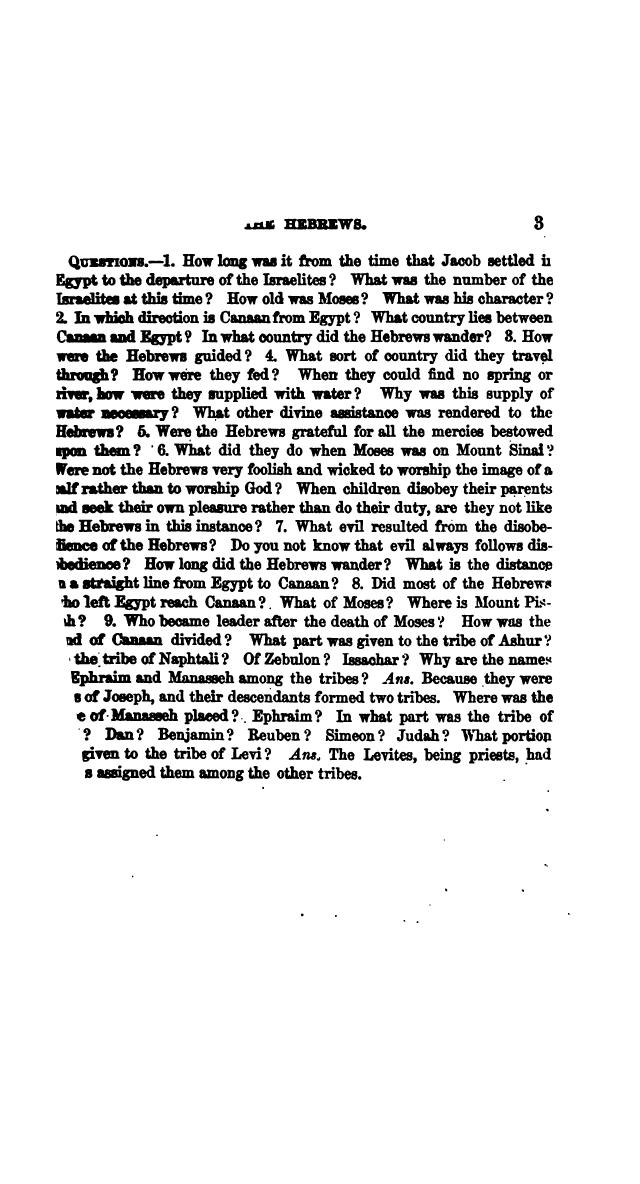 HEBREWS. 3
QUESTIONS.—1. How long was it from the time that Jacob settled in
Egypt to the departure of the Israelites? What was the number of the
Israelites at this time? How old was Moses? What was his character?
2. In which direction is Canaan from Egypt? What country lies between
Canaan and Egypt? In what country did the Hebrews wander? 3. How
were the Hebrews guided? 4. What sort of country did they travel
through? How were they fed? When they could find no spring or
river, how were they supplied with water? Why was this supply of
water necessary? What other divine assistance was rendered to the
Hebrews? 5. Were the Hebrews grateful for all the mercies bestowed
upon them? 6. What did they do when Moses was on Mount Sinai?
Were not the Hebrews very foolish and wicked to worship the image of a
alf rather than to worship God? When children disobey their parents
and seek their own pleasure rather than do their duty, are they not like
the Hebrews in this instance? 7. What evil resulted from the disobe-
dience of the Hebrews? Do you not know that evil always follows dis-
bedience? How long did the Hebrews wander? What is the distance
n a straight line from Egypt to Canaan? 8. Did most of the Hebrews
ho left Egypt reach Canaan? What of Moses? Where is Mount Pis-
h? 9. Who became leader after the death of Moses? How was the
nd of Canaan divided? What part was given to the tribe of Ashur?
the tribe of Naphtali? Of Zebulon? Issachar? Why are the names
Ephraim and Manasseh among the tribes? Ans. Because they were
s of Joseph, and their descendants formed two tribes. Where was the
e of Manasseh placed? Ephraim? In what part was the tribe of
? Dan? Benjamin? Reuben? Simeon? Judah? What portion
given to the tribe of Levi? Ans. The Levites, being priests, had
s assigned them among the other tribes.